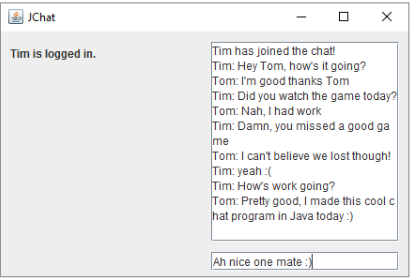 JChat
Tim is logged in.
Tim has joined the chat!
Tim: Hey Tom, how's it going?
Tom: I'm good thanks Tom
Tim: Did you watch the game today?
Tom: Nah, I had work
Tim: Damn, you missed a good ga
me
Tom: I can't believe we lost though!
Tim: yeah :(
Tim: How's work going?
Tom: Pretty good, I made this cool c
hat program in Java today :)
Ah nice one mate :)